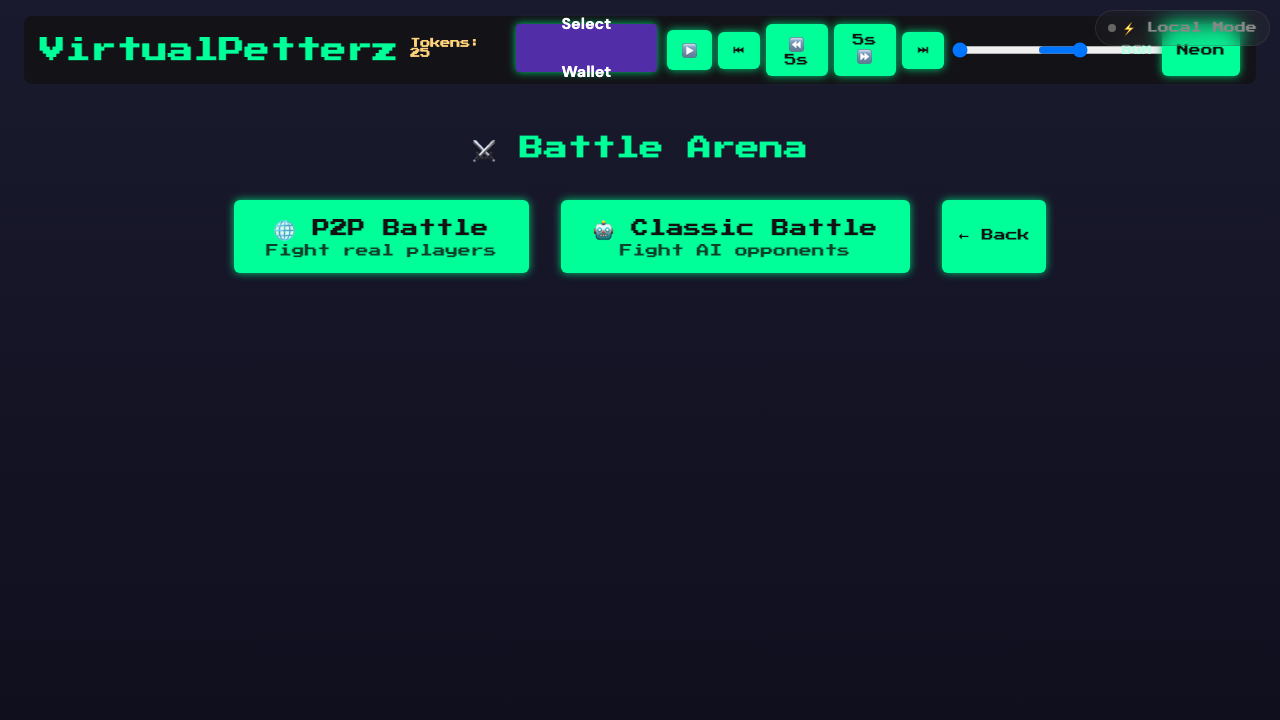 VirtualPetterz
Tokens:
25
Select
Wallet
5s
5s
⚡ Local Mode
Neon
⚔️ Battle Arena
🌐 P2P Battle
Fight real players
🤖 Classic Battle
Fight AI opponents
← Back